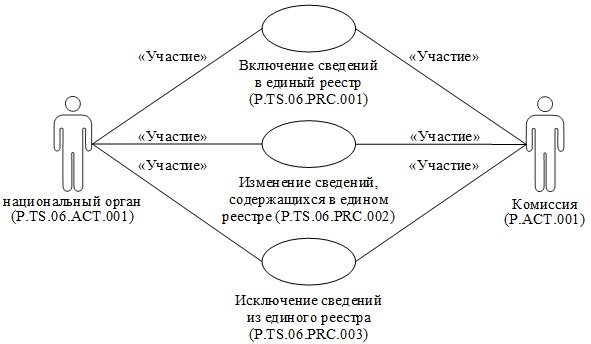 «Участие»
«Участие»
Включение сведений
в единый реестр
(P.TS.06.PRC.001)
«Участие»
«Участие»
«Участие»
«Участие»
Изменение сведений,
содержащихся в едином
реестре (P.TS.06.PRC.002)
национальный орган
(P.TS.06.ACT.001)
Комиссия
(P.ACT.001)
Исключение сведений
из единого реестра
(P.TS.06.PRC.003)